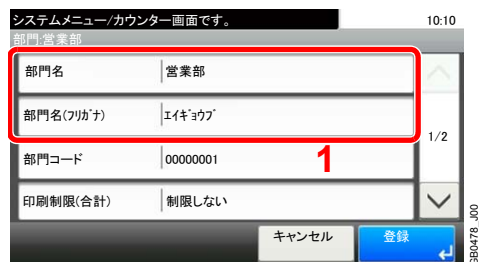 システムメニュー/カウンター画面です。 10:10
部門:営業部
部門名 営業部
部門名(フリガナ) エイギョウブ
1/2
部門コード 00000001 1
印刷制限(合計) 制限しない
キャンセル 登録
GB0478_J00